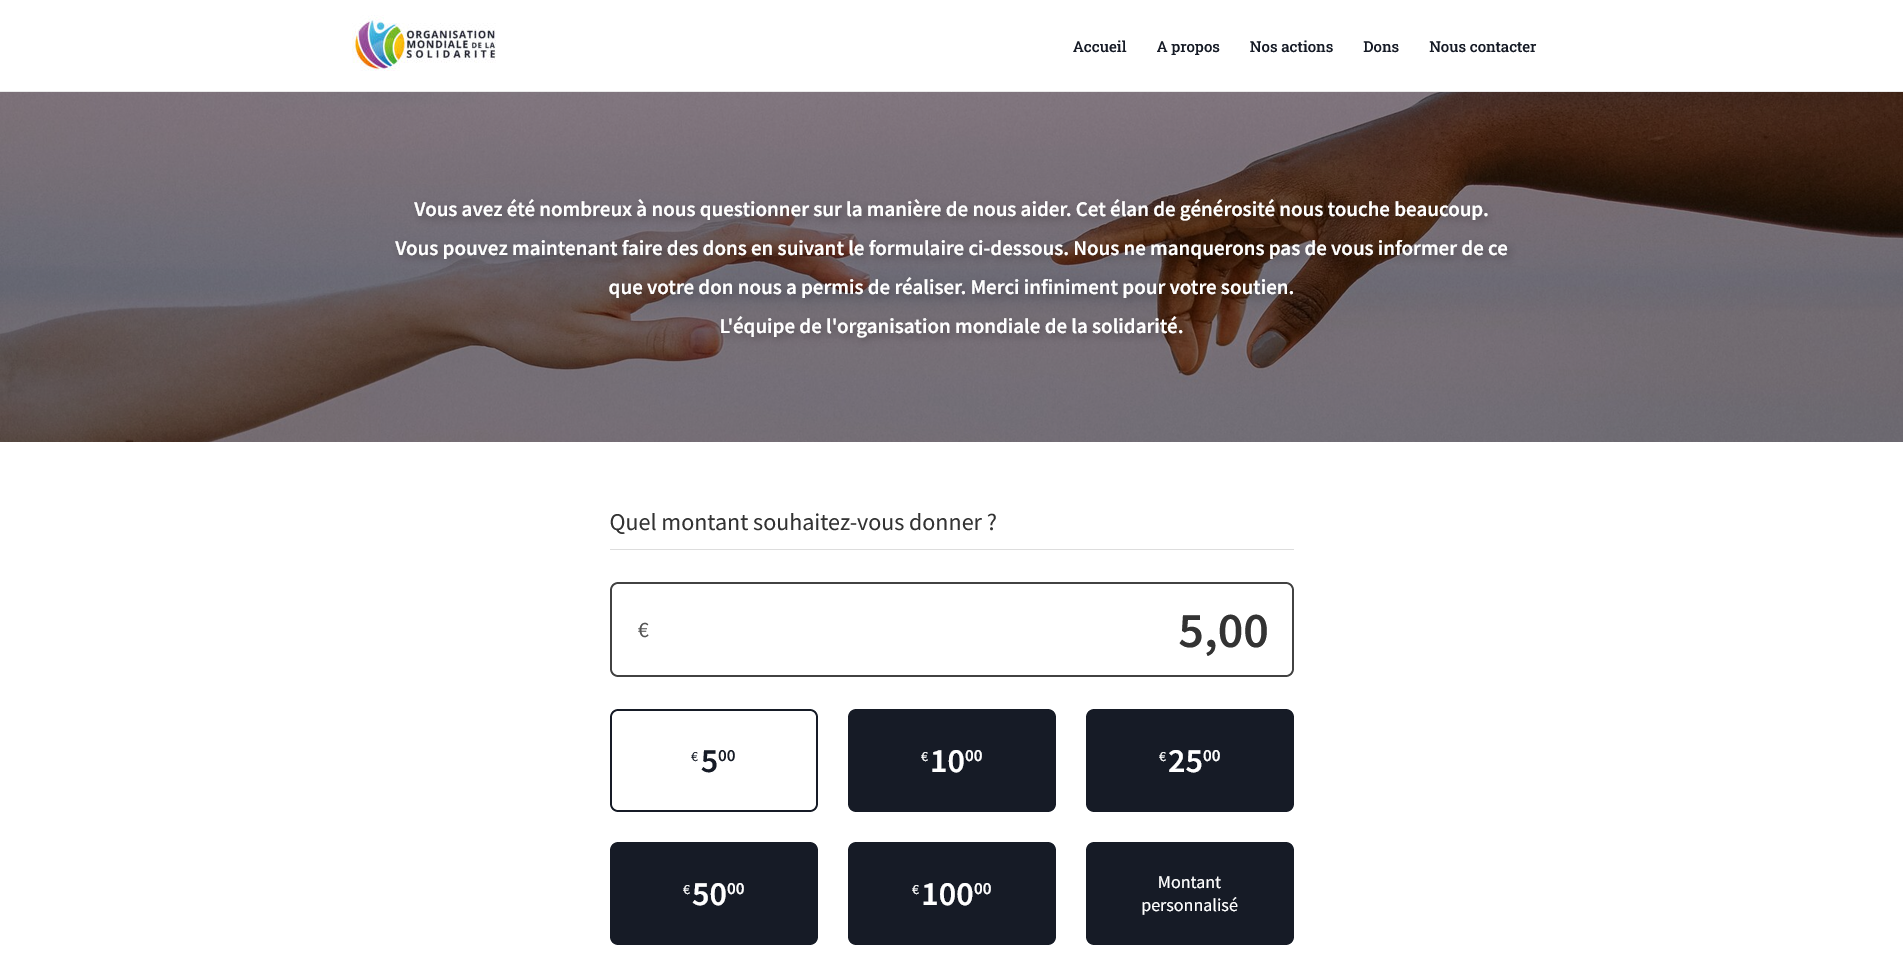 ORGANISATION
MONDIALE DE LA
SOLIDARITE
Accueil A propos Nos actions Dons Nous contacter
Vous avez été nombreux à nous questionner sur la manière de nous aider. Cet élan de générosité nous touche beaucoup.
Vous pouvez maintenant faire des dons en suivant le formulaire ci-dessous. Nous ne manquerons pas de vous informer de ce
que votre don nous a permis de réaliser. Merci infiniment pour votre soutien.
L'équipe de l'organisation mondiale de la solidarité.
Quel montant souhaitez-vous donner ?
€ 5,00
€ 5 00 € 10 00 € 25 00
€ 50 00 € 100 00 Montant
personnalisé